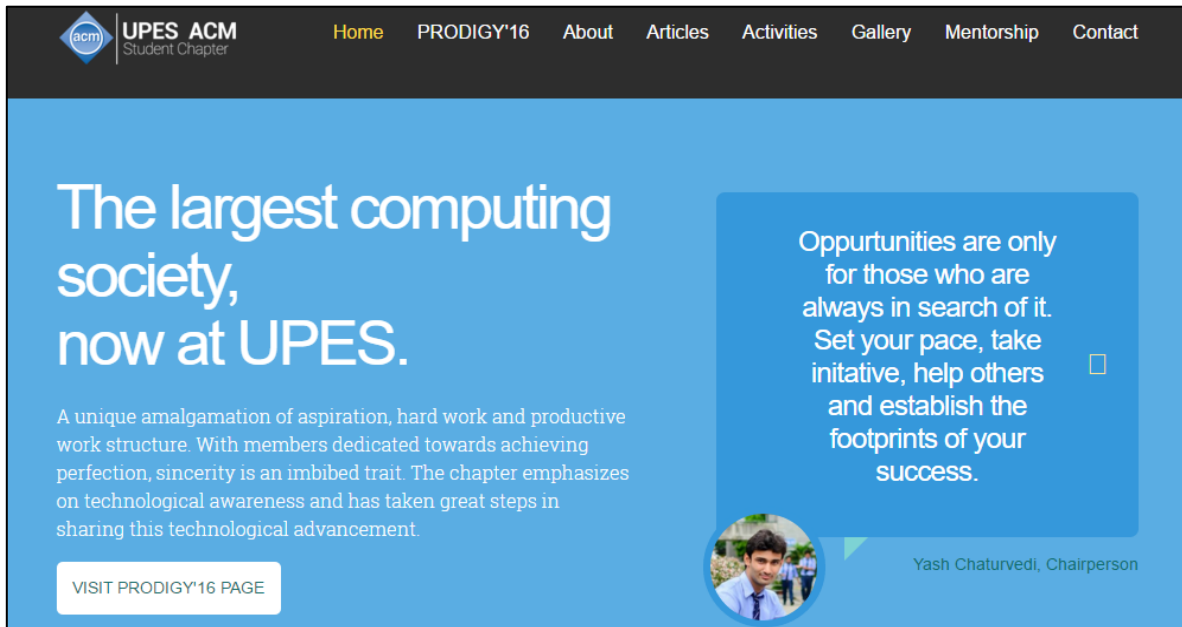 acm
UPES ACM
Student Chapter
Home PRODIGY'16 About Articles Activities Gallery Mentorship Contact
The largest computing
society,
now at UPES.
A unique amalgamation of aspiration, hard work and productive
work structure. With members dedicated towards achieving
perfection, sincerity is an imbibed trait. The chapter emphasizes
on technological awareness and has taken great steps in
sharing this technological advancement.
VISIT PRODIGY'16 PAGE
Oppurtunities are only
for those who are
always in search of it.
Set your pace, take
initative, help others
and establish the
footprints of your
success.
Yash Chaturvedi, Chairperson